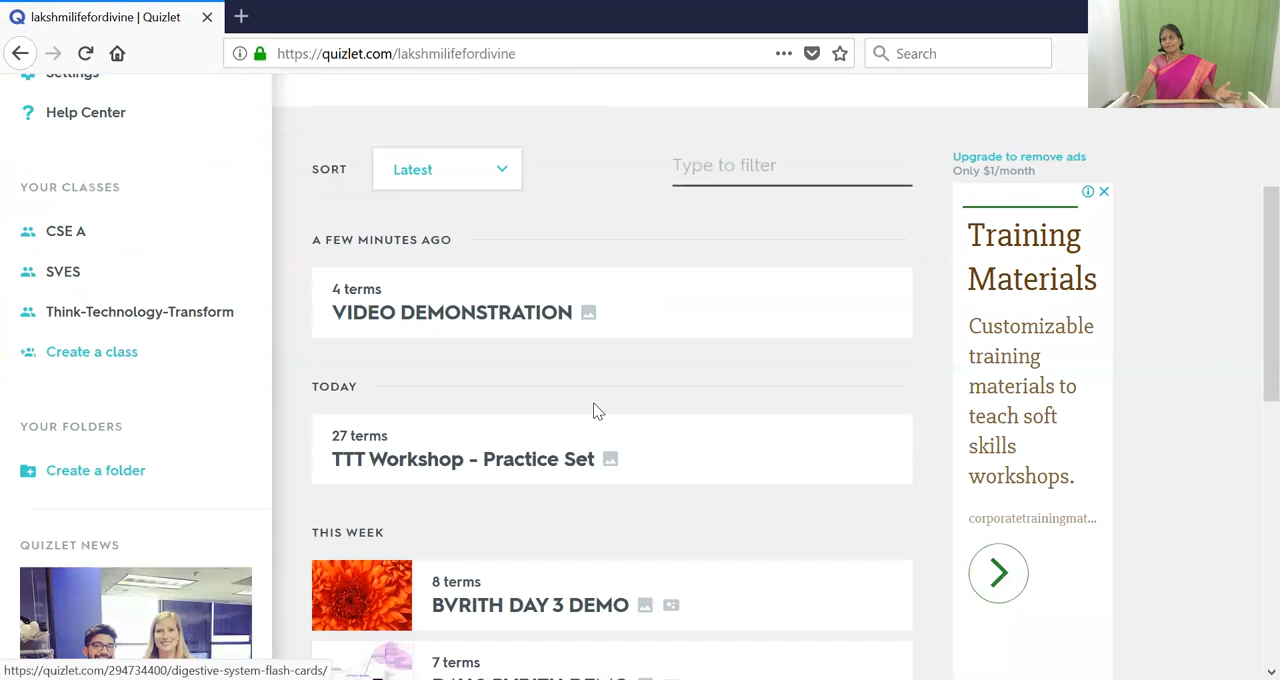 lakshmilifefordivine | Quizlet
https://quizlet.com/lakshmilifefordivine
Search
Settings
? Help Center
YOUR CLASSES
CSE A
SVES
Think-Technology-Transform
Create a class
YOUR FOLDERS
Create a folder
QUIZLET NEWS
https://quizlet.com/294734400/digestive-system-flash-cards/
SORT
Latest
Type to filter
A FEW MINUTES AGO
4 terms
VIDEO DEMONSTRATION
TODAY
27 terms
TTT Workshop - Practice Set
THIS WEEK
8 terms
BVRITH DAY 3 DEMO
7 terms
Upgrade to remove ads
Only $1/month
Training
Materials
Customizable
training
materials to
teach soft
skills
workshops.
corporatetrainingmat...